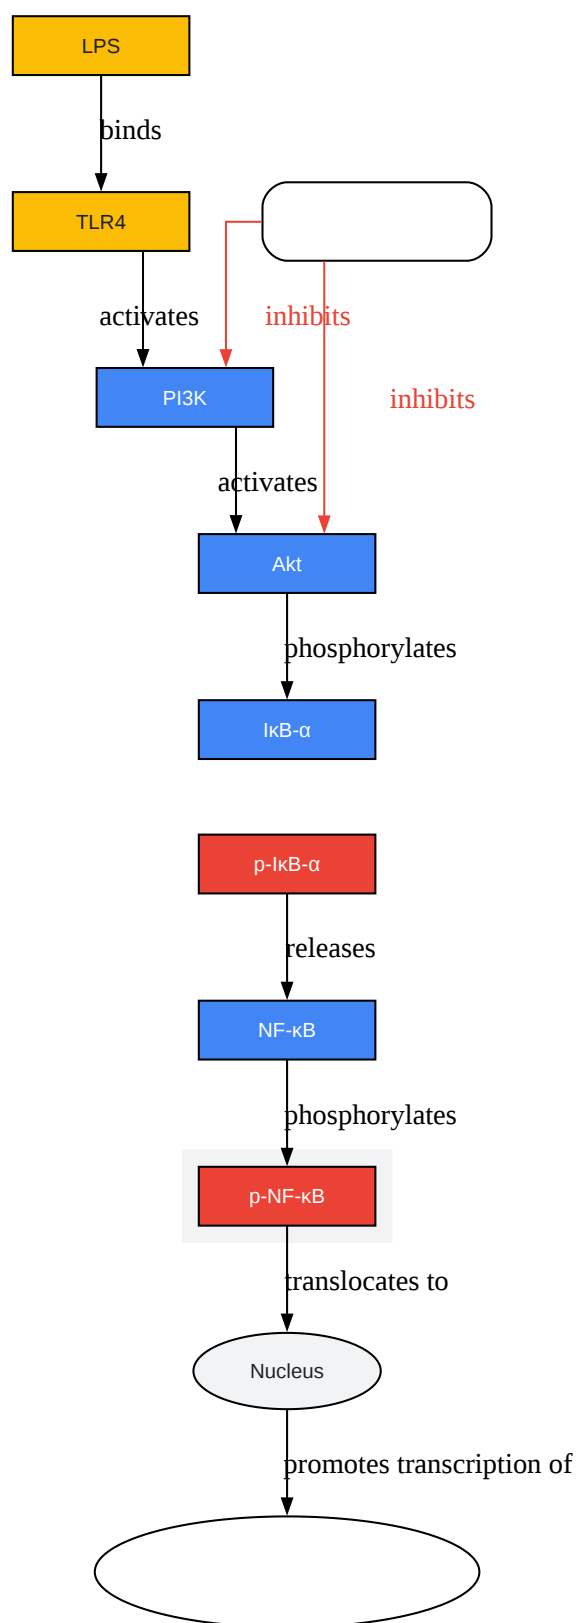 LPS
binds
TLR4
activates
inhibits
PI3K
inhibits
activates
Akt
phosphorylates
IκB-α
p-IκB-α
releases
NF-κB
phosphorylates
p-NF-κB
translocates to
Nucleus
promotes transcription of